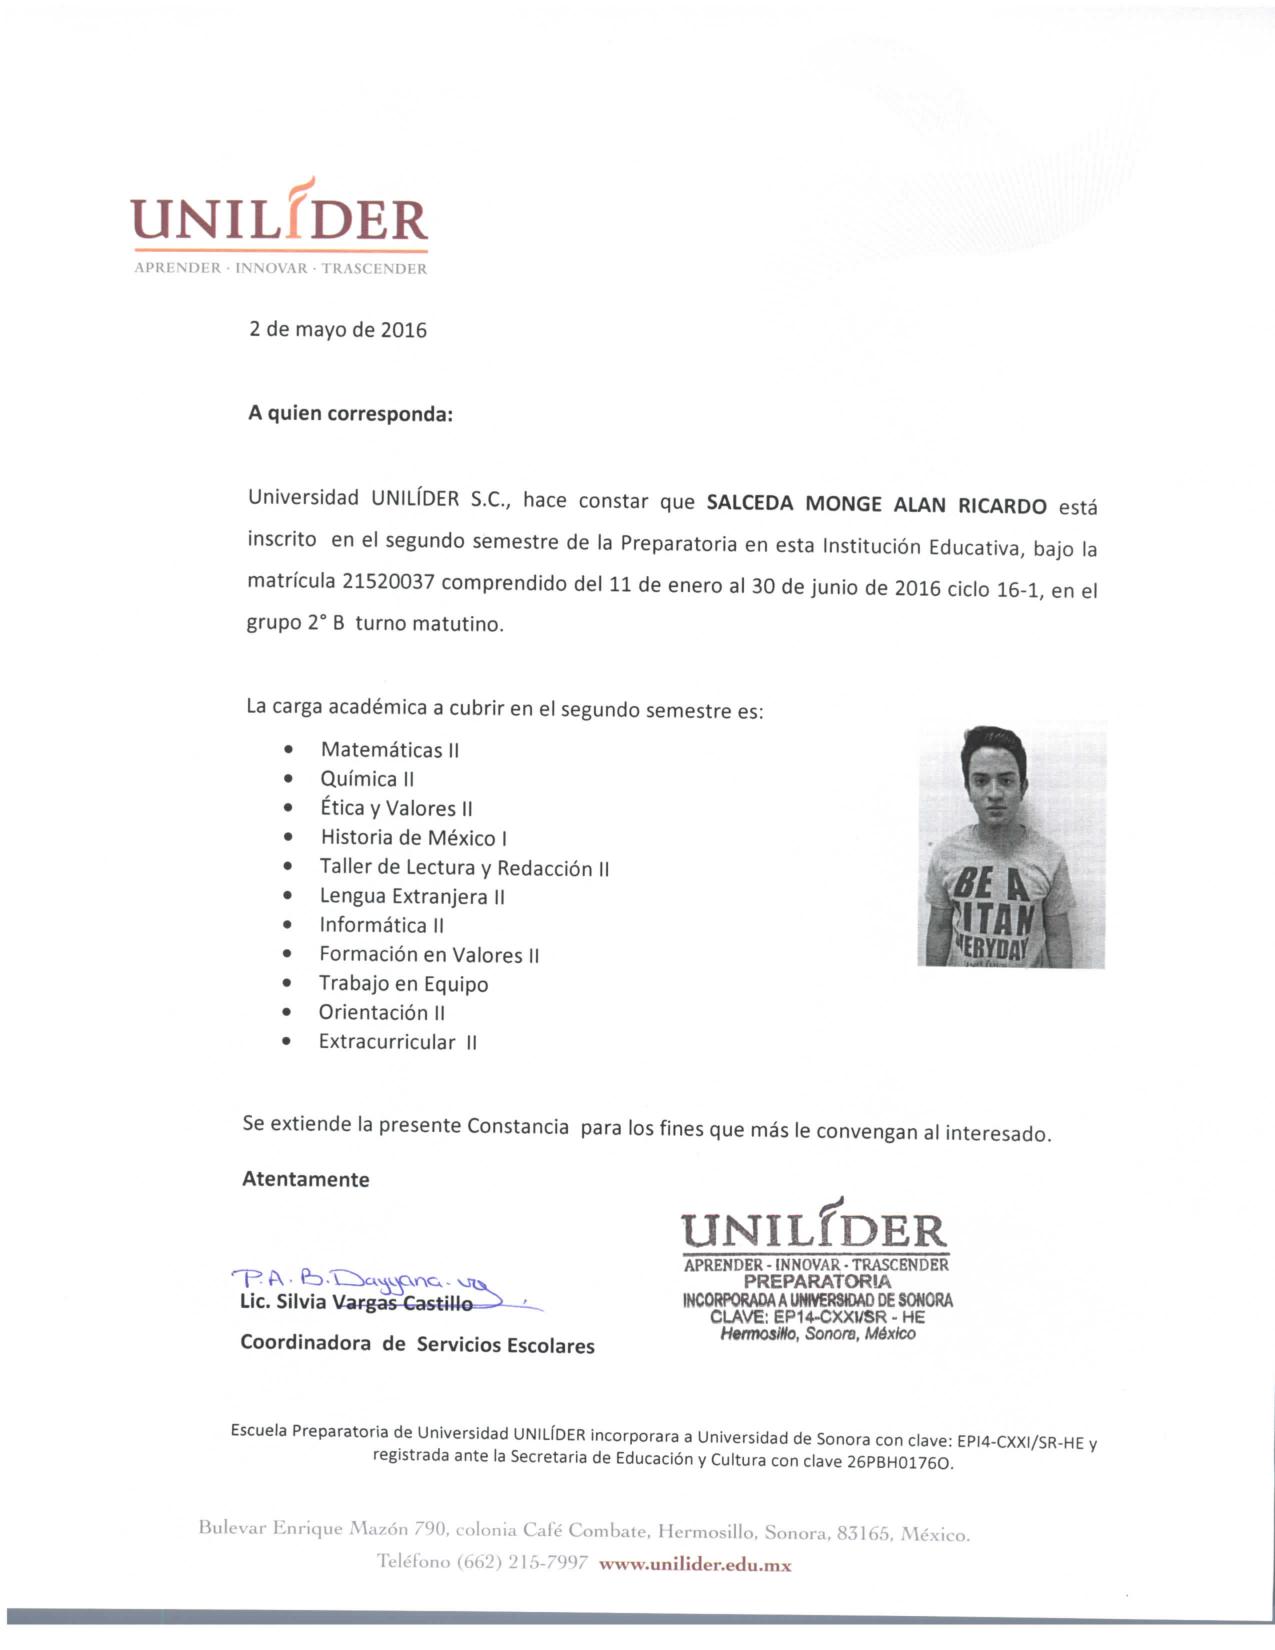 UNILÍDER
APRENDER · INNOVAR · TRASCENDER
2 de mayo de 2016
A quien corresponda:
Universidad UNILÍDER S.C., hace constar que SALCEDA MONGE ALAN RICARDO está
inscrito en el segundo semestre de la Preparatoria en esta Institución Educativa, bajo la
matrícula 21520037 comprendido del 11 de enero al 30 de junio de 2016 ciclo 16-1, en el
grupo 2° B turno matutino.
La carga académica a cubrir en el segundo semestre es:
• Matemáticas II
• Química II
• Ética y Valores II
• Historia de México I
• Taller de Lectura y Redacción II
• Lengua Extranjera II
• Informática II
• Formación en Valores II
• Trabajo en Equipo
• Orientación II
• Extracurricular II
BE A
TITAN
EVERYDAY
Se extiende la presente Constancia para los fines que más le convengan al interesado.
Atentamente
P.A. B. Dayyana
Lic. Silvia Vargas Castillo
Coordinadora de Servicios Escolares
UNILÍDER
APRENDER - INNOVAR - TRASCENDER
PREPARATORIA
INCORPORADA A UNIVERSIDAD DE SONORA
CLAVE: EP14-CXXI/SR - HE
Hermosillo, Sonora, México
Escuela Preparatoria de Universidad UNILÍDER incorporara a Universidad de Sonora con clave: EPI4-CXXI/SR-HE y
registrada ante la Secretaria de Educación y Cultura con clave 26PBH0176O.
Bulevar Enrique Mazón 790, colonia Café Combate, Hermosillo, Sonora, 83165, México.
Teléfono (662) 215-7997 www.unilider.edu.mx